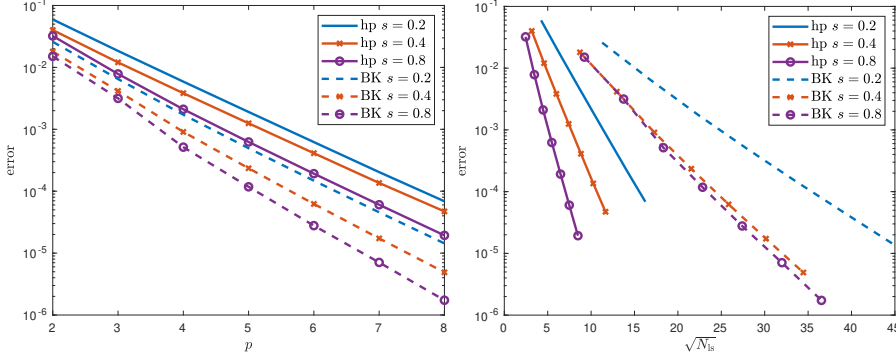 10^-1
10^-2
10^-3
10^-4
10^-5
10^-6
error
2 3 4 5 6 7 8
p
hp s = 0.2
hp s = 0.4
hp s = 0.8
BK s = 0.2
BK s = 0.4
BK s = 0.8
10^-1
10^-2
10^-3
10^-4
10^-5
10^-6
error
0 5 10 15 20 25 30 35 40 45
√N_ls
hp s = 0.2
hp s = 0.4
hp s = 0.8
BK s = 0.2
BK s = 0.4
BK s = 0.8